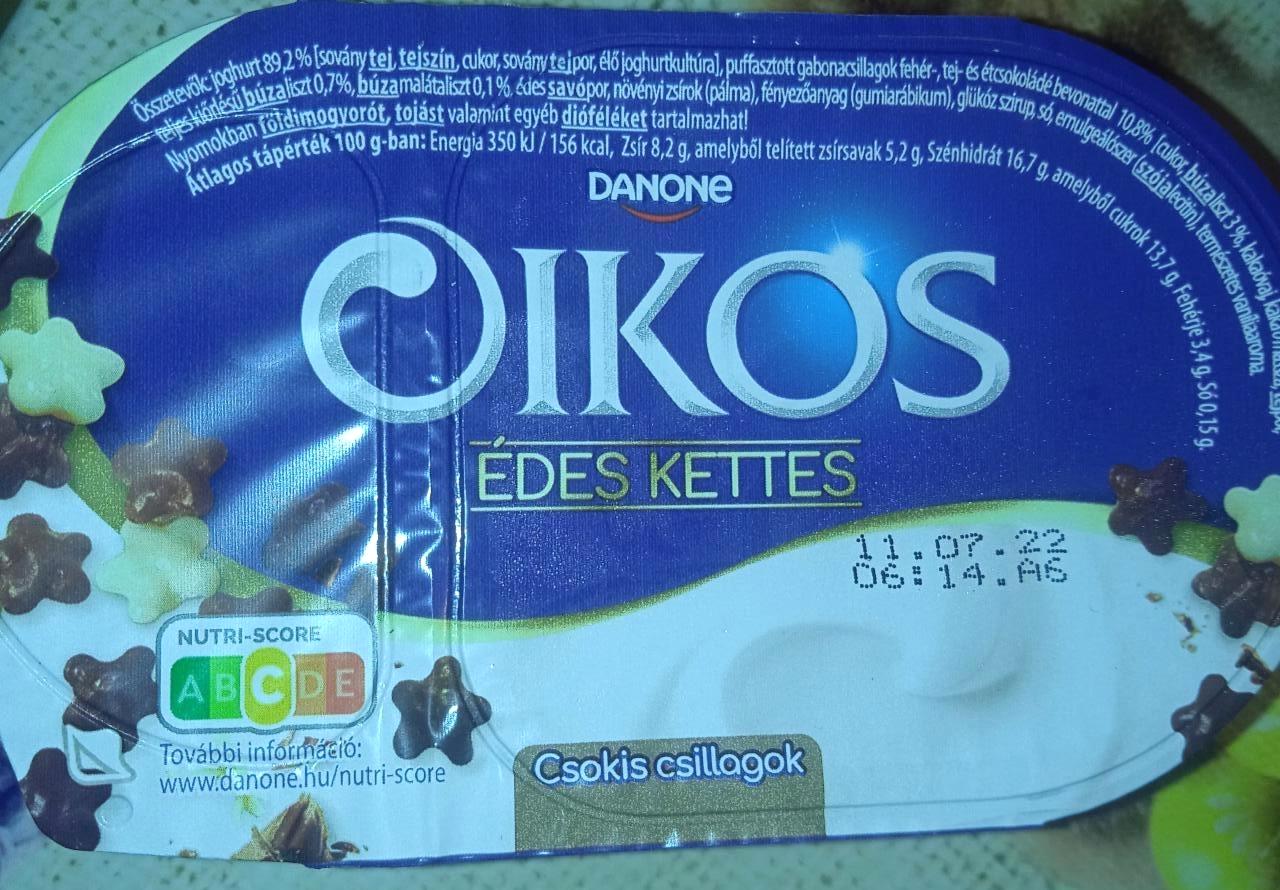 Összetevők: joghurt 89,2% [sovány tej, tejszín, cukor, sovány tejpor, élő joghurtkultúra], puffasztott gabonacsillagok fehér-, tej- és étcsokoládé bevonattal 10,8% [cukor, búzaliszt 3%, kakaóvaj,
teljes kiőrlésű búzaliszt 0,7%, búzamalátaliszt 0,1%, édes savópor, növényi zsírok (pálma), fényezőanyag (gumiarábikum), glükóz szirup, só, emulgeálószer (szójalecitin), természetes vaníliaaroma.
Nyomokban földimogyorót, tojást valamint egyéb dióféléket tartalmazhat!
Átlagos tápérték 100 g-ban: Energia 350 kJ / 156 kcal, Zsír 8,2 g, amelyből telített zsírsavak 5,2 g, Szénhidrát 16,7 g, amelyből cukrok 13,7 g, Fehérje 3,4 g, Só 0,15 g.
DANONE
OIKOS
ÉDES KETTES
11.07.22
06:14.A6
NUTRI-SCORE
A B C D E
További információ:
www.danone.hu/nutri-score
Csokis csillagok